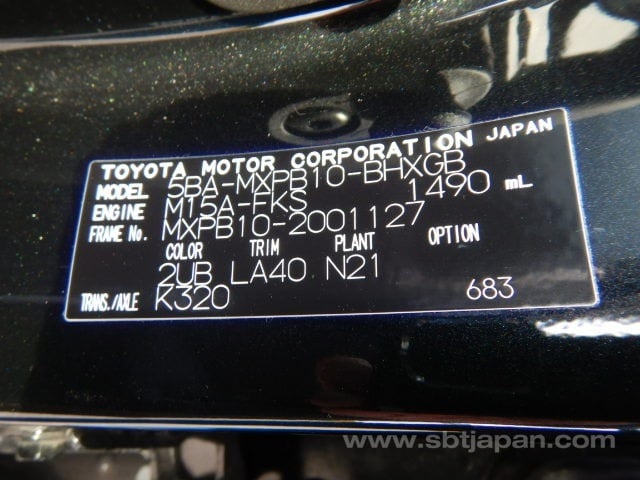 TOYOTA MOTOR CORPORATION JAPAN
MODEL 5BA-MXPB10-BHXGB
ENGINE M15A-FKS 1490 mL
FRAME No. MXPB10-2001127
COLOR TRIM PLANT OPTION
2UB LA40 N21
TRANS./AXLE K320 683
www.sbtjapan.com